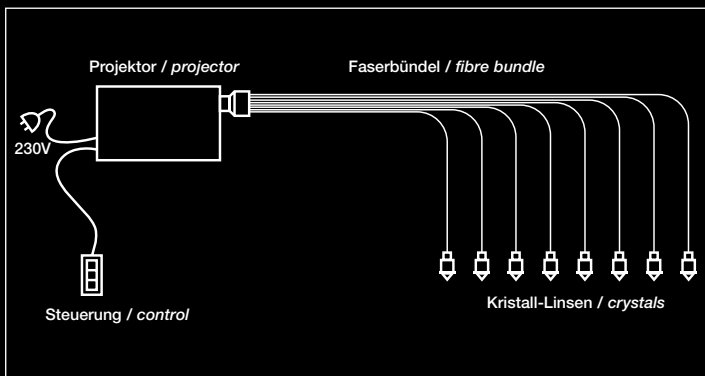 Projektor / projector
Faserbündel / fibre bundle
230V
Steuerung / control
Kristall-Linsen / crystals